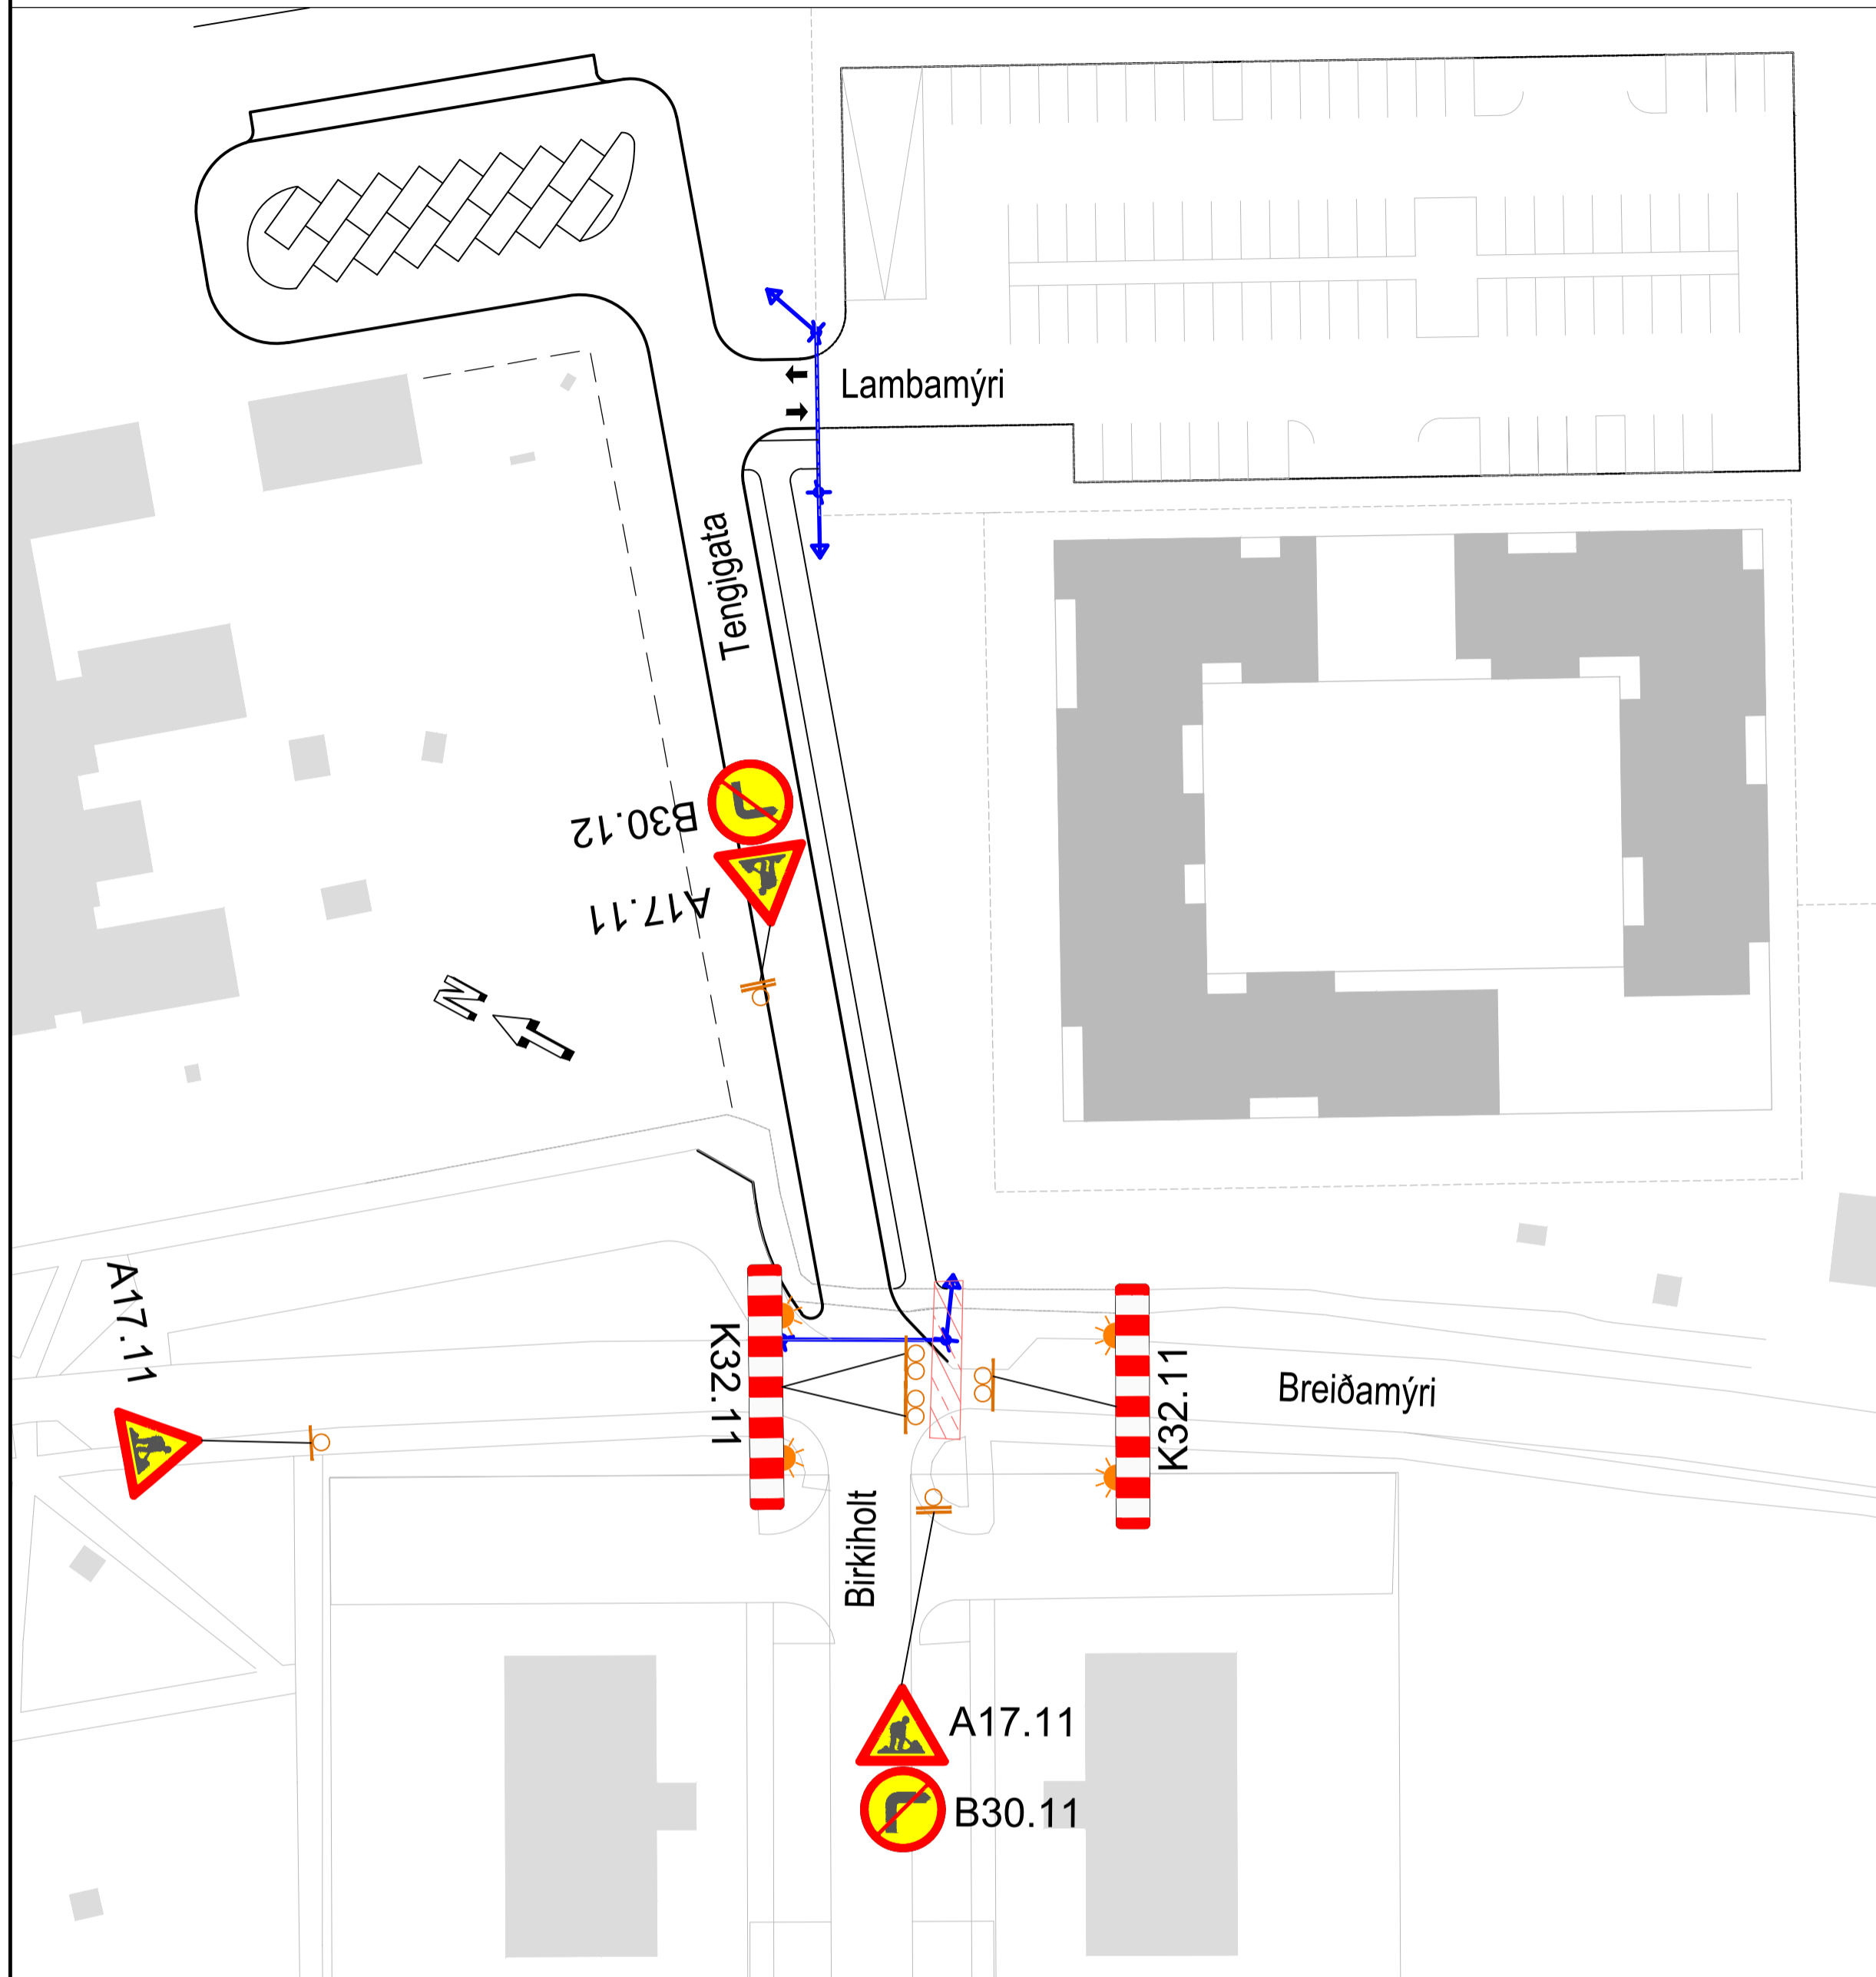 Lambamýri
Tengigata
B30.12
A17.11
N
A17.11
K32.11
K32.11
Breiðamýri
Birkiholt
A17.11
B30.11